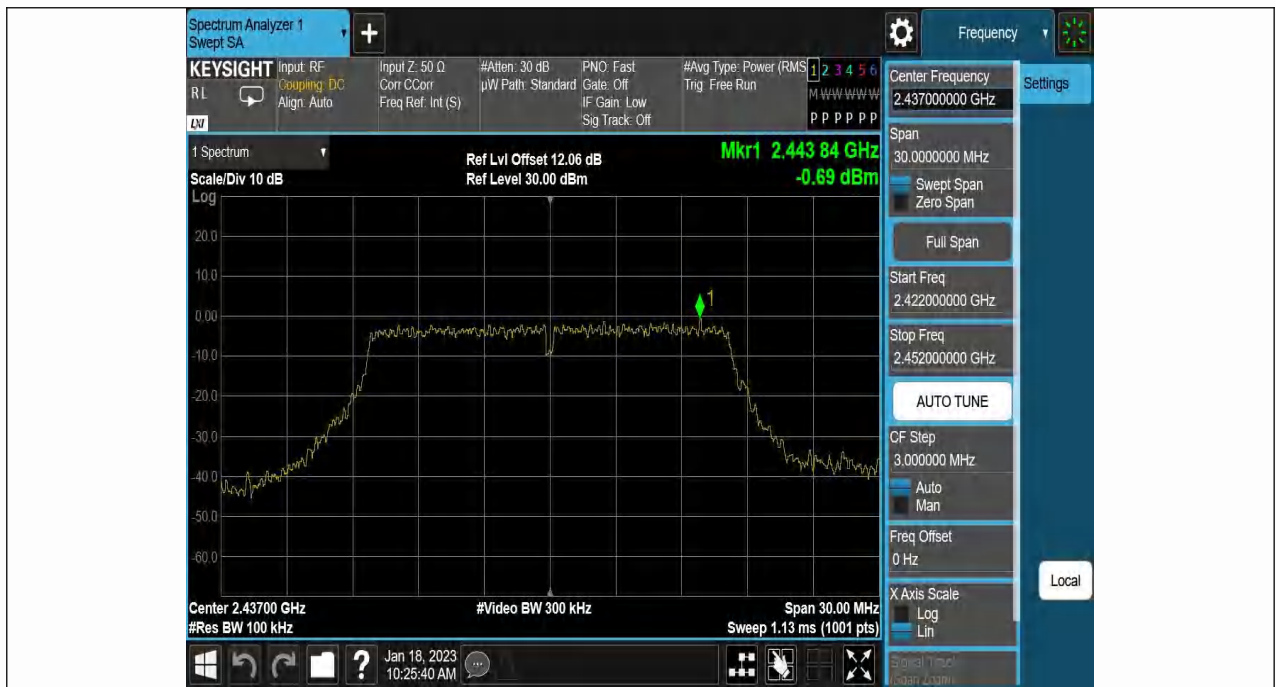 Spectrum Analyzer 1
Swept SA
+
Frequency
KEYSIGHT
RL
LXI
Input: RF
Coupling: DC
Align: Auto
Input Z: 50 Ω
Corr CCorr
Freq Ref: Int (S)
#Atten: 30 dB
µW Path: Standard
PNO: Fast
Gate: Off
IF Gain: Low
Sig Track: Off
#Avg Type: Power (RMS
Trig: Free Run
1 2 3 4 5 6
M W W W W W
P P P P P P
1 Spectrum
Scale/Div 10 dB
Log
Ref Lvl Offset 12.06 dB
Ref Level 30.00 dBm
Mkr1 2.443 84 GHz
-0.69 dBm
20.0
10.0
0.00
-10.0
-20.0
-30.0
-40.0
-50.0
-60.0
1
Center 2.43700 GHz
#Res BW 100 kHz
#Video BW 300 kHz
Span 30.00 MHz
Sweep 1.13 ms (1001 pts)
Center Frequency
2.437000000 GHz
Settings
Span
30.0000000 MHz
Swept Span
Zero Span
Full Span
Start Freq
2.422000000 GHz
Stop Freq
2.452000000 GHz
AUTO TUNE
CF Step
3.000000 MHz
Auto
Man
Freq Offset
0 Hz
X Axis Scale
Log
Lin
Signal Track
(Span Zoom)
Local
?
Jan 18, 2023
10:25:40 AM